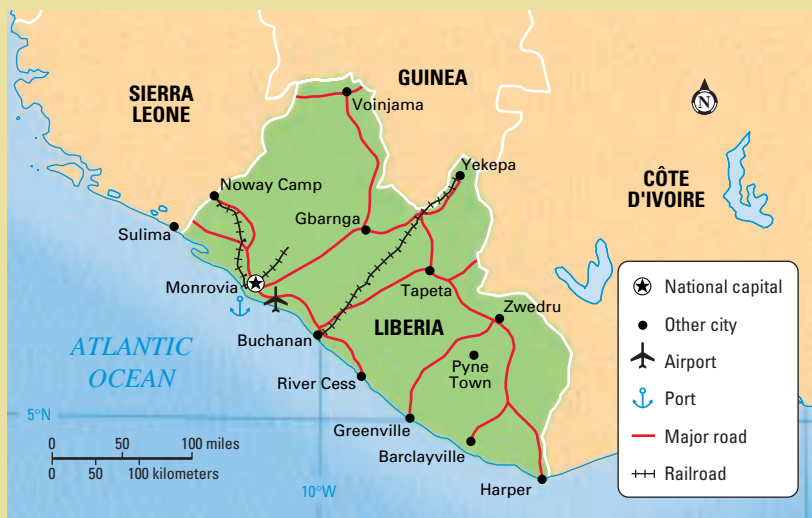 GUINEA
SIERRA
LEONE
Voinjama
N
Yekepa
CÔTE
D'IVOIRE
Noway Camp
Gbarnga
Sulima
Monrovia
Tapeta
Zwedru
LIBERIA
Buchanan
ATLANTIC
OCEAN
Pyne
Town
River Cess
5°N
Greenville
Barclayville
Harper
10°W
0 50 100 miles
0 50 100 kilometers
National capital
Other city
Airport
Port
Major road
Railroad